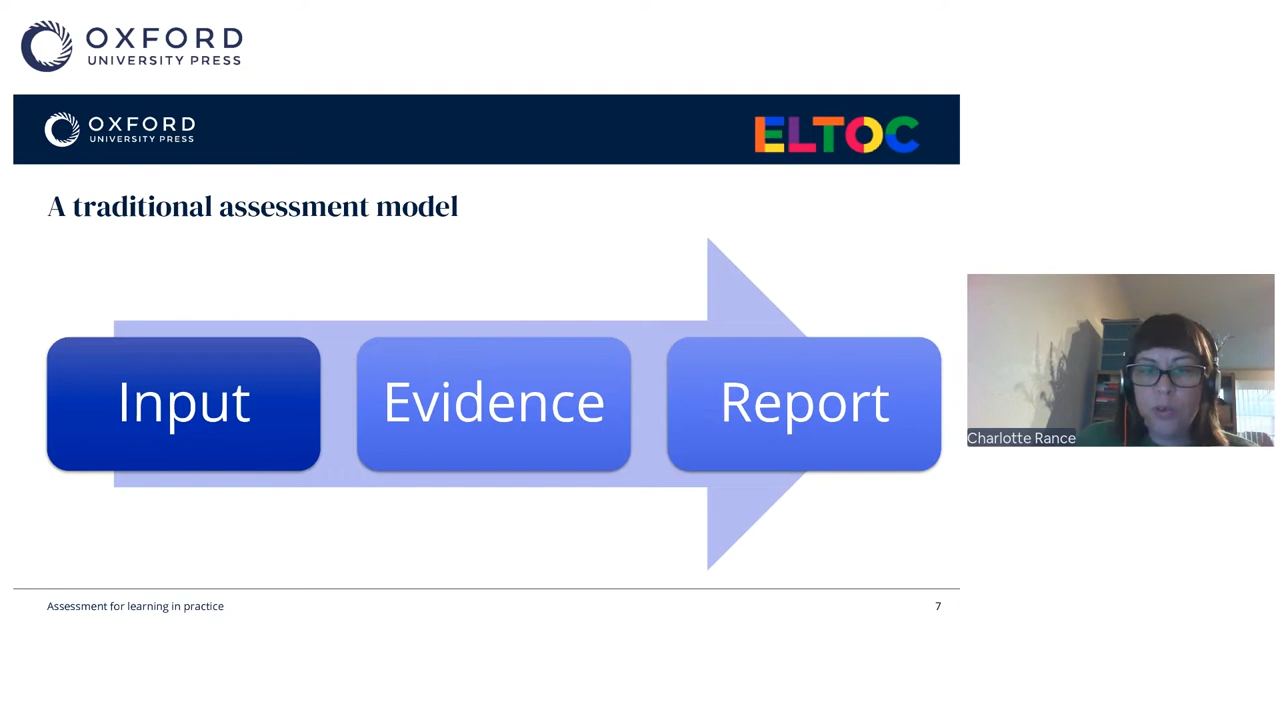 OXFORD
UNIVERSITY PRESS
OXFORD
UNIVERSITY PRESS
ELTOC
A traditional assessment model
Input
Evidence
Report
Charlotte Rance
Assessment for learning in practice
7